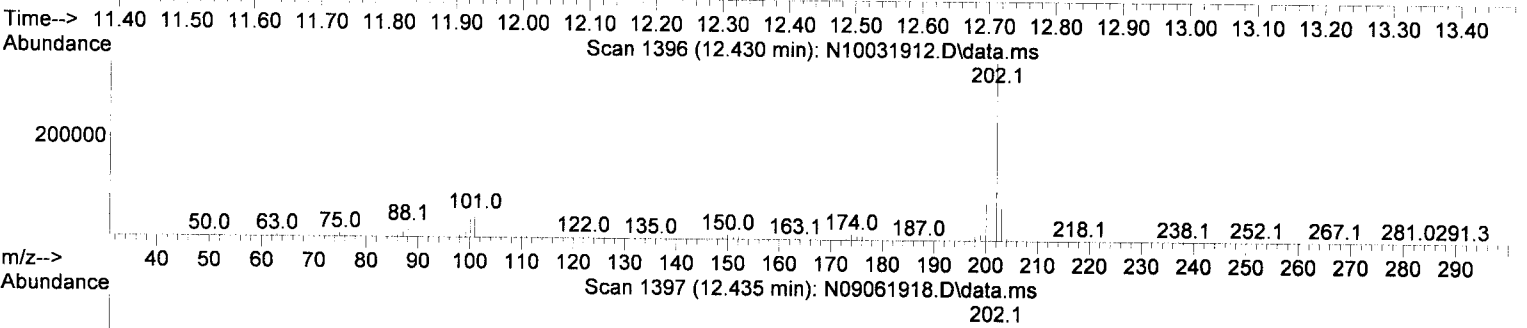 Time--> 11.40 11.50 11.60 11.70 11.80 11.90 12.00 12.10 12.20 12.30 12.40 12.50 12.60 12.70 12.80 12.90 13.00 13.10 13.20 13.30 13.40
Abundance
Scan 1396 (12.430 min): N10031912.D\data.ms
202.1
200000
50.0 63.0 75.0 88.1 101.0 122.0 135.0 150.0 163.1 174.0 187.0 218.1 238.1 252.1 267.1 281.0 291.3
m/z--> 40 50 60 70 80 90 100 110 120 130 140 150 160 170 180 190 200 210 220 230 240 250 260 270 280 290
Abundance
Scan 1397 (12.435 min): N09061918.D\data.ms
202.1